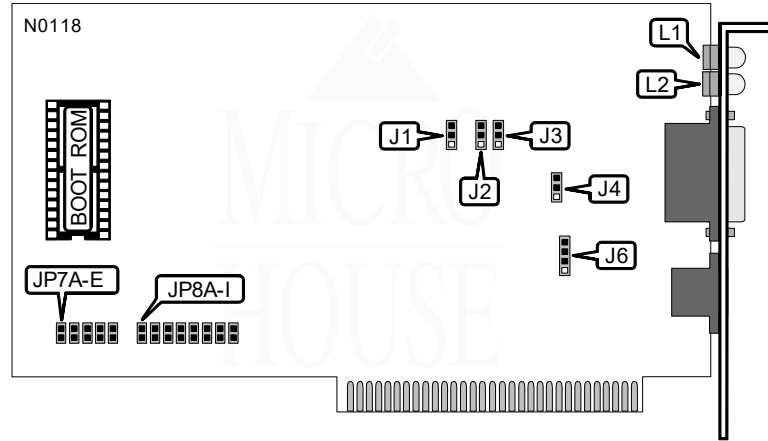 N0118
L1
L2
J1
J3
J2
J4
BOOT ROM
J6
JP7A-E
JP8A-I
MICRO
HOUSE